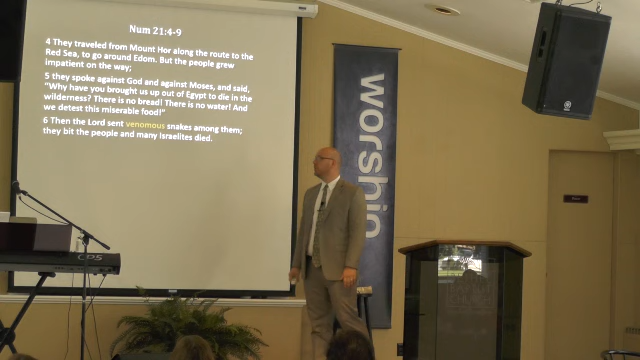 Num 21:4-9
4 They traveled from Mount Hor along the route to the
Red Sea, to go around Edom. But the people grew
impatient on the way;
5 they spoke against God and against Moses, and said,
"Why have you brought us up out of Egypt to die in the
wilderness? There is no bread! There is no water! And
we detest this miserable food!"
6 Then the Lord sent venomous snakes among them;
they bit the people and many Israelites died.
worship
CP5